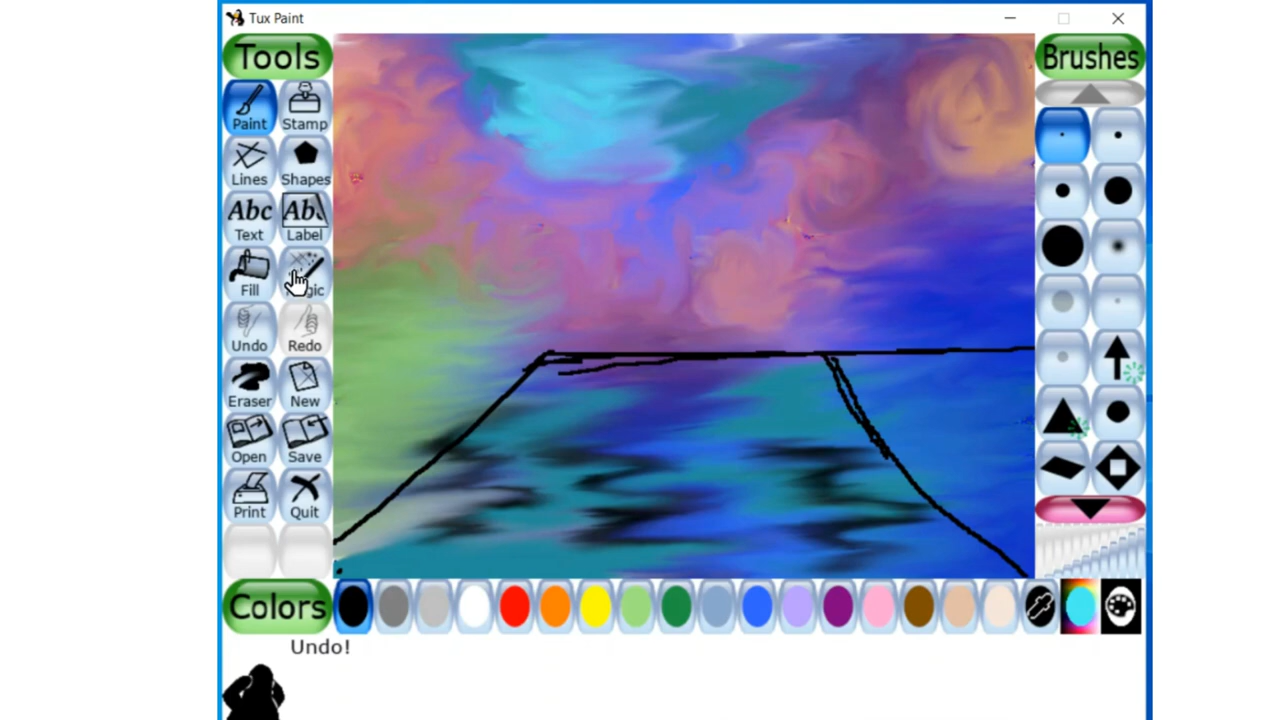 Tux Paint
Tools
Brushes
Paint Stamp
Lines Shapes
Abc Abc
Text Label
Fill
Undo Redo
Eraser New
Open Save
Print Quit
Colors
Undo!